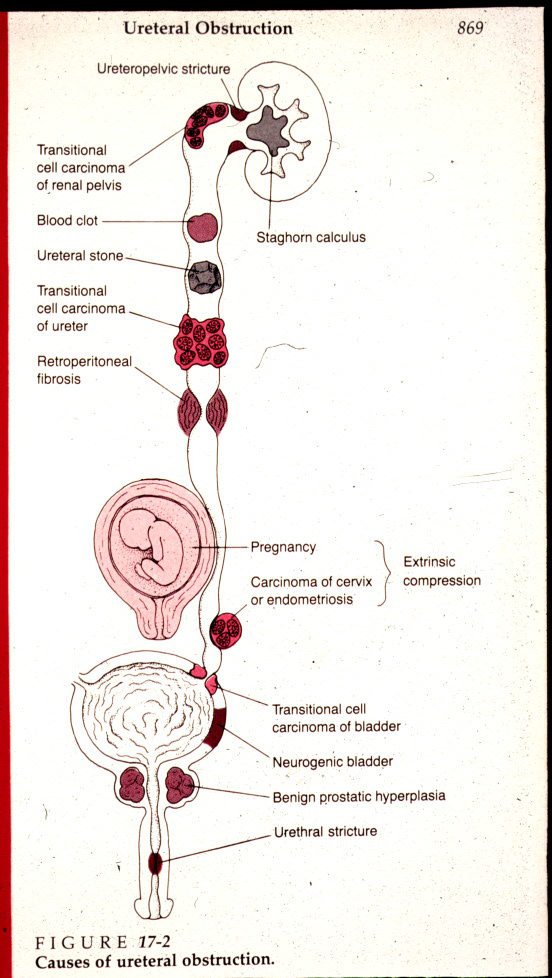 Ureteral Obstruction 869
Ureteropelvic stricture
Transitional
cell carcinoma
of renal pelvis
Blood clot
Staghorn calculus
Ureteral stone
Transitional
cell carcinoma
of ureter
Retroperitoneal
fibrosis
Pregnancy
Extrinsic
compression
Carcinoma of cervix
or endometriosis
Transitional cell
carcinoma of bladder
Neurogenic bladder
Benign prostatic hyperplasia
Urethral stricture
FIGURE 17-2
Causes of ureteral obstruction.